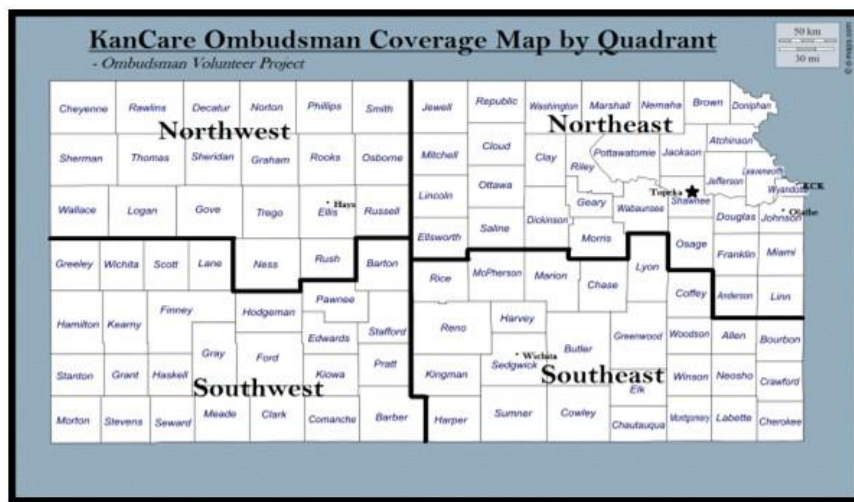 KanCare Ombudsman Coverage Map by Quadrant
- Ombudsman Volunteer Project
50 km
30 mi
© d-maps.com
Cheyenne Rawlins Decatur Norton Phillips Smith Jewell Republic Washington Marshall Nemaha Brown Doniphan
Northwest Northeast
Atchinson
Sherman Thomas Sheridan Graham Rooks Osborne Mitchell Cloud Clay Riley Pottawatomie Jackson
Jefferson Leavenworth
Topeka Wyandotte KCK
Wallace Logan Gove Trego Ellis Hays Russell Lincoln Ottawa Geary Wabaunsee Shawnee Douglas Johnson Olathe
Ellsworth Saline Dickinson Morris Osage Franklin Miami
Greeley Wichita Scott Lane Ness Rush Barton Rice McPherson Marion Chase Lyon Coffey Anderson Linn
Finney Hodgeman Pawnee
Hamilton Kearny Gray Ford Edwards Stafford Reno Harvey Butler Greenwood Woodson Allen Bourbon
Stanton Grant Haskell Kiowa Pratt Kingman Sedgwick Wichita Elk Winson Neosho Crawford
Southwest Southeast
Morton Stevens Seward Meade Clark Comanche Barber Harper Sumner Cowley Chautauqua Montgomery Labette Cherokee